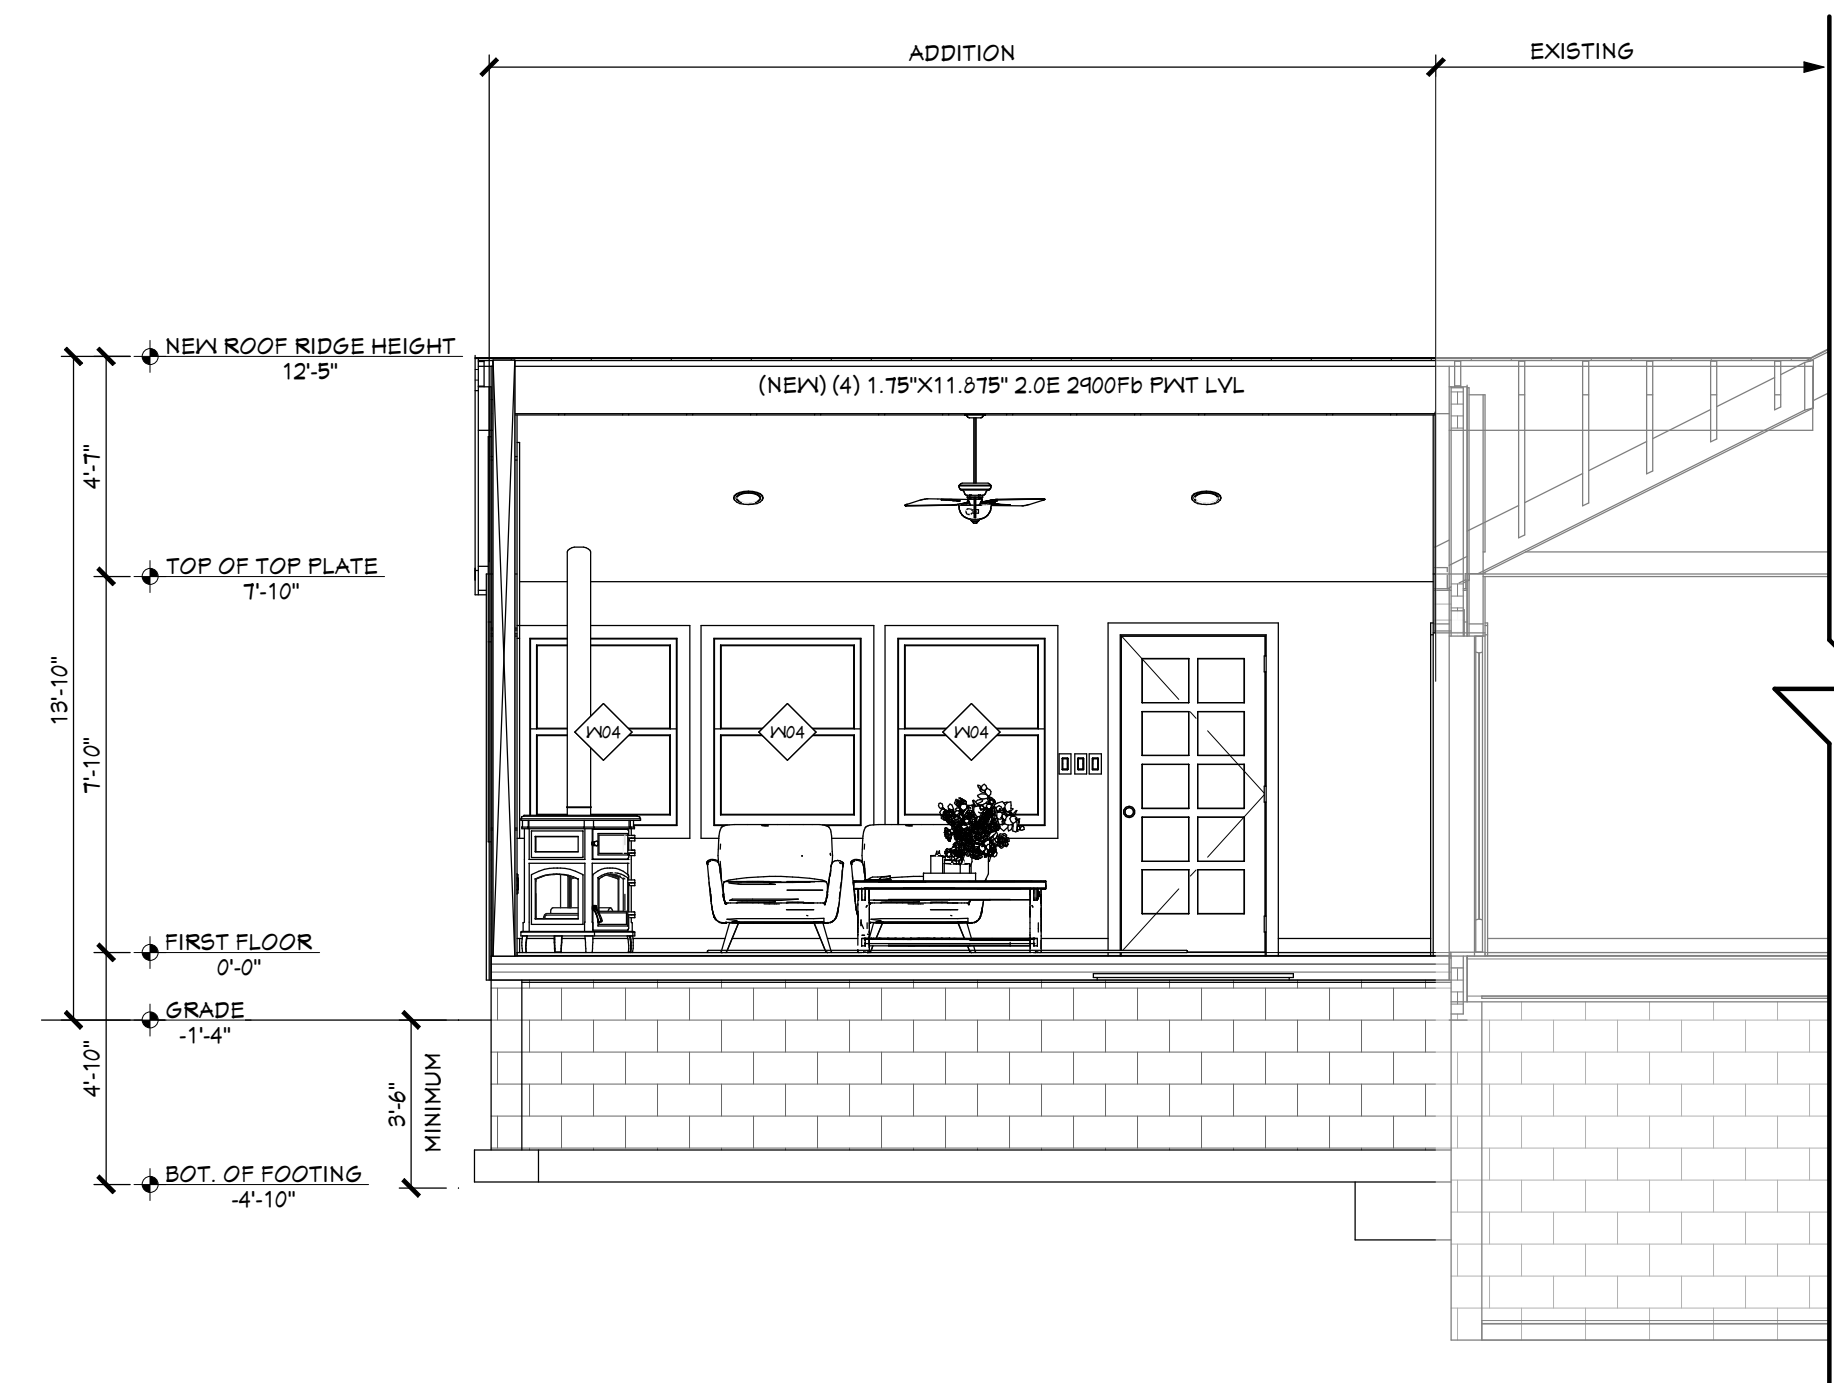 ADDITION
EXISTING
NEW ROOF RIDGE HEIGHT
12'-5"
(NEW) (4) 1.75"X11.875" 2.0E 2900Fb PWT LVL
4'-7"
TOP OF TOP PLATE
7'-10"
13'-10"
7'-10"
W04
W04
W04
FIRST FLOOR
0'-0"
GRADE
-1'-4"
4'-10"
3'-6"
MINIMUM
BOT. OF FOOTING
-4'-10"